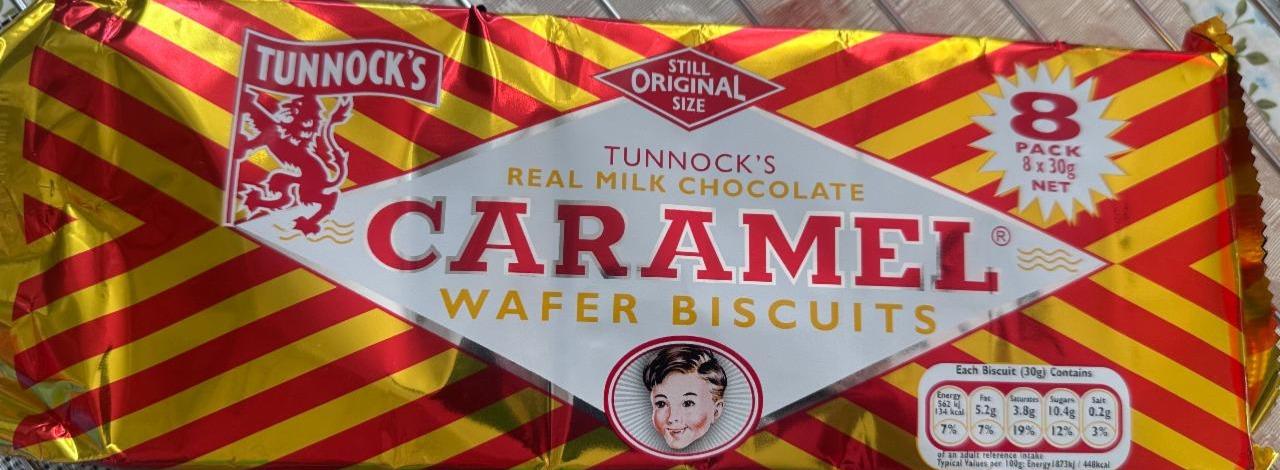 TUNNOCK'S
STILL
ORIGINAL
SIZE
8
PACK
8 x 30g
NET
TUNNOCK'S
REAL MILK CHOCOLATE
CARAMEL®
WAFER BISCUITS
Each Biscuit (30g) Contains
Energy Fat Saturates Sugars Salt
562 kJ
134 kcal 5.2g 3.8g 10.4g 0.2g
7% 7% 19% 12% 3%
of an adult reference intake
Typical Values per 100g: Energy1873kJ / 448kcal